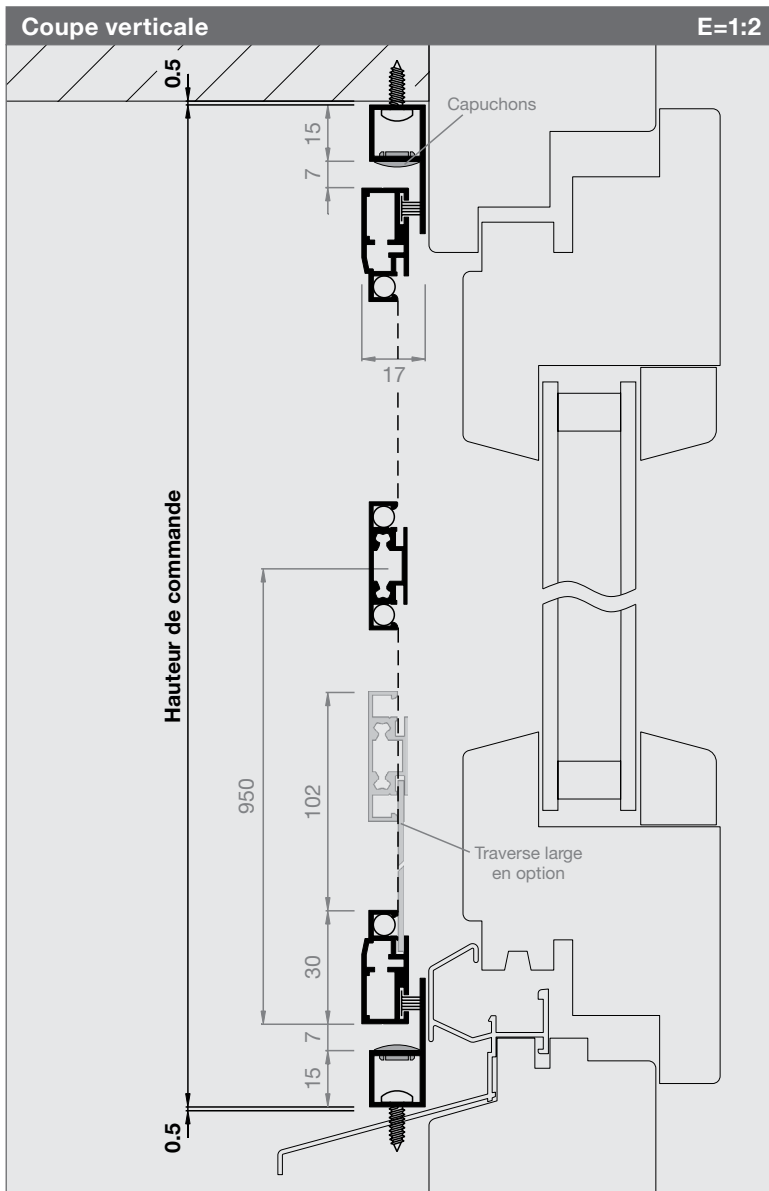 Coupe verticale E=1:2
0.5
15
Capuchons
7
17
Hauteur de commande
950
102
Traverse large
en option
30
7
15
0.5